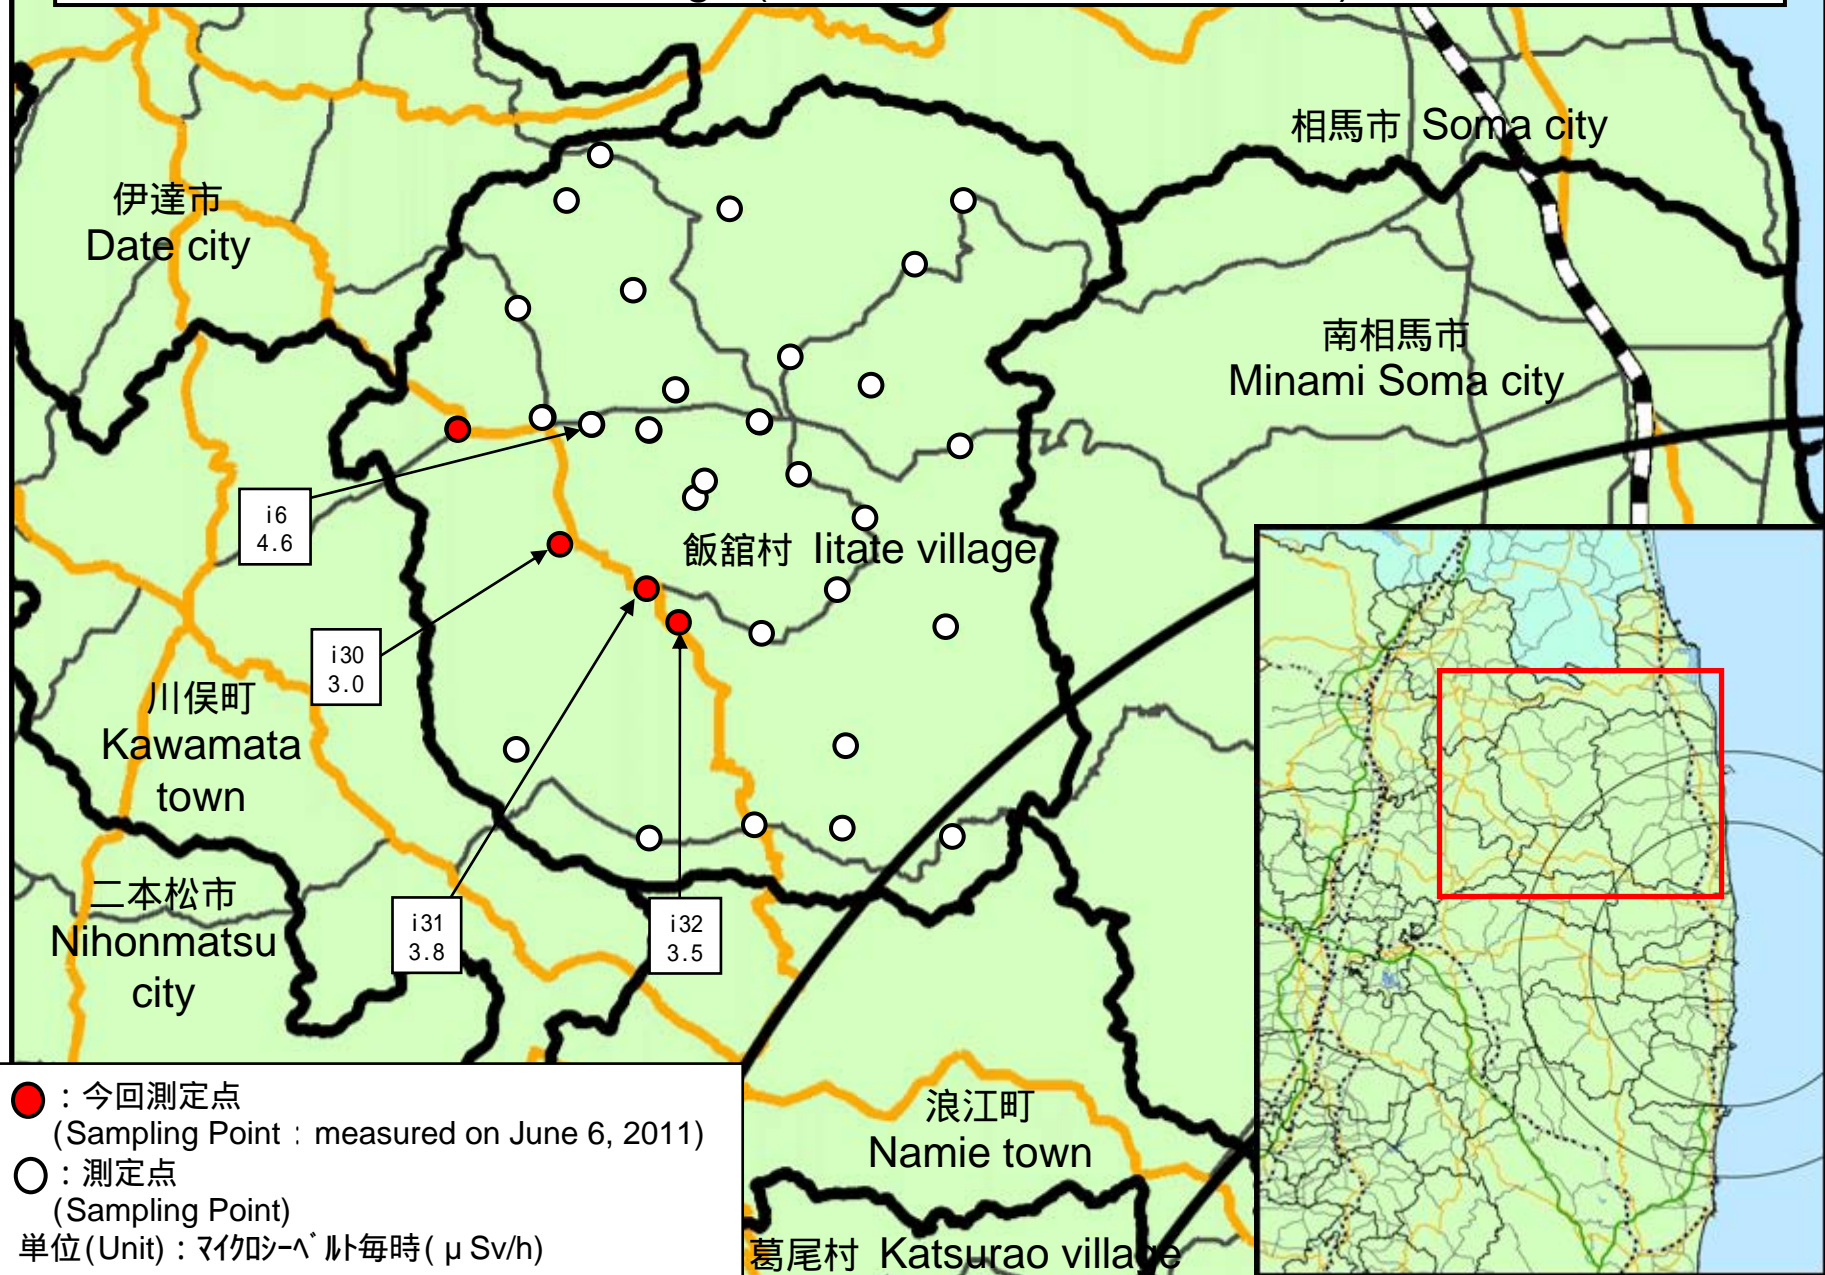 相馬市 Soma city
伊達市
Date city
南相馬市
Minami Soma city
i6
4.6
飯舘村 Iitate village
i30
3.0
川俣町
Kawamata
town
二本松市
Nihonmatsu
city
i31
3.8
i32
3.5
：今回測定点
(Sampling Point：measured on June 6, 2011)
：測定点
(Sampling Point)
単位(Unit)：ﾏｲｸﾛｼｰﾍﾞﾙﾄ毎時(μSv/h)
浪江町
Namie town
葛尾村 Katsurao village